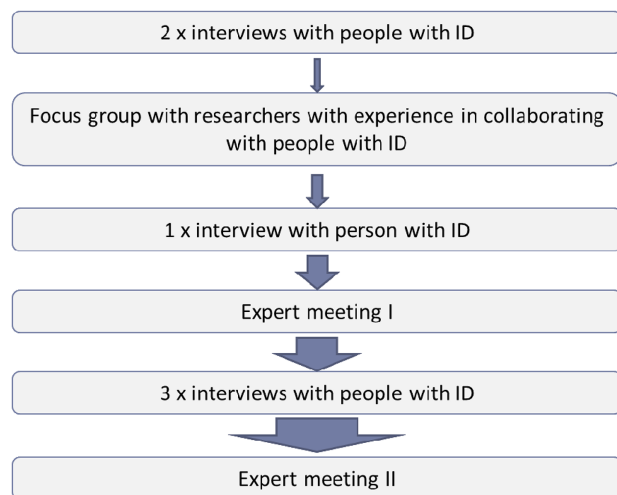 2 x interviews with people with ID
Focus group with researchers with experience in collaborating
with people with ID
1 x interview with person with ID
Expert meeting I
3 x interviews with people with ID
Expert meeting II